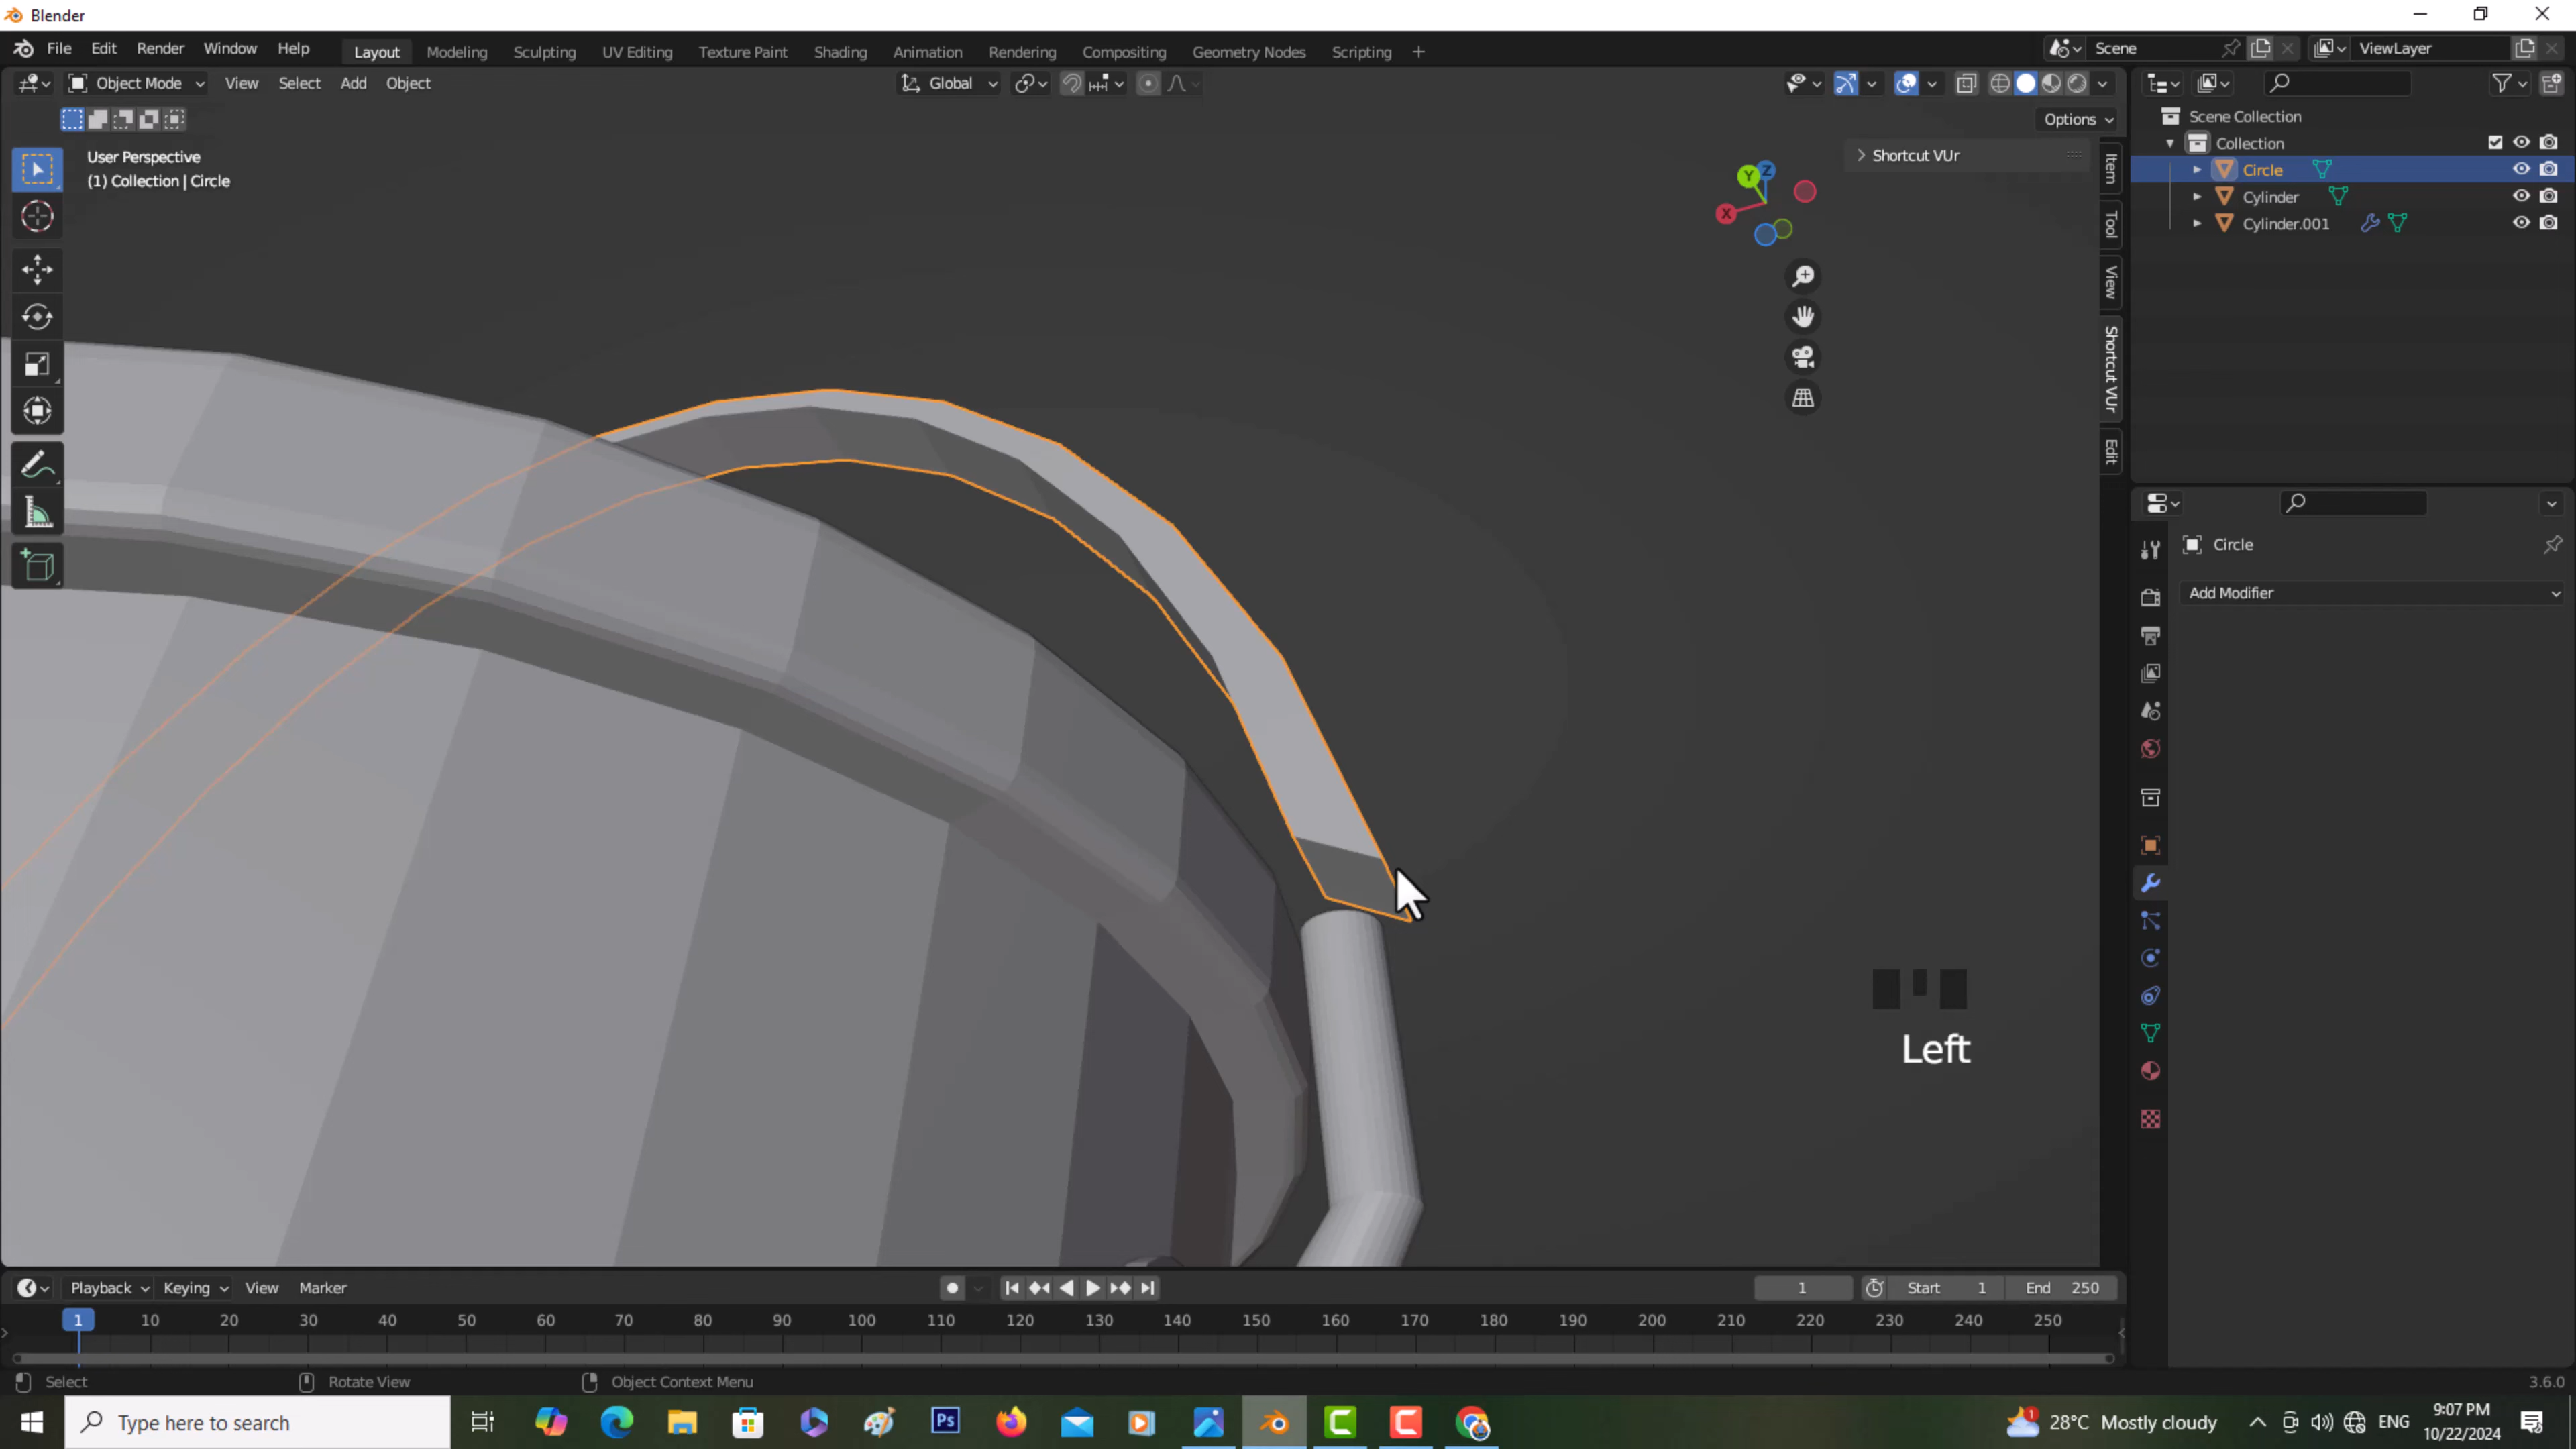 Blender
File Edit Render Window Help Layout Modeling Sculpting UV Editing Texture Paint Shading Animation Rendering Compositing Geometry Nodes Scripting + Scene ViewLayer
Object Mode View Select Add Object Global
Options
User Perspective
(1) Collection | Circle
Shortcut VUr
Item
Tool
View
Shortcut VUr
Edit
X Y Z
Scene Collection
Collection
Circle
Cylinder
Cylinder.001
Circle
Add Modifier
Left
Playback Keying View Marker 1 Start 1 End 250
1 10 20 30 40 50 60 70 80 90 100 110 120 130 140 150 160 170 180 190 200 210 220 230 240 250
Select Rotate View Object Context Menu 3.6.0
Type here to search Ps 1 28°C Mostly cloudy ENG 9:07 PM
10/22/2024